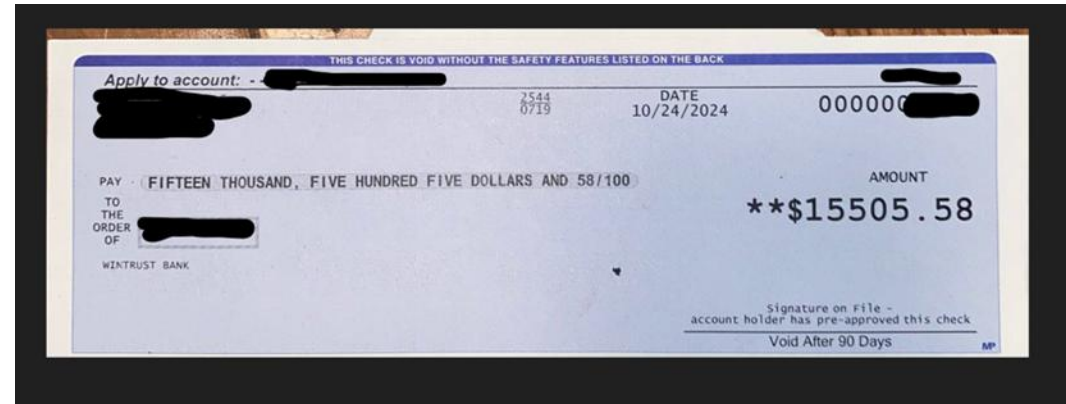 THIS CHECK IS VOID WITHOUT THE SAFETY FEATURES LISTED ON THE BACK
Apply to account: -
2544
0719
DATE
10/24/2024
000000
PAY FIFTEEN THOUSAND, FIVE HUNDRED FIVE DOLLARS AND 58/100
AMOUNT
**$15505.58
TO
THE
ORDER
OF
WINTRUST BANK
Signature on File -
account holder has pre-approved this check
Void After 90 Days
MP